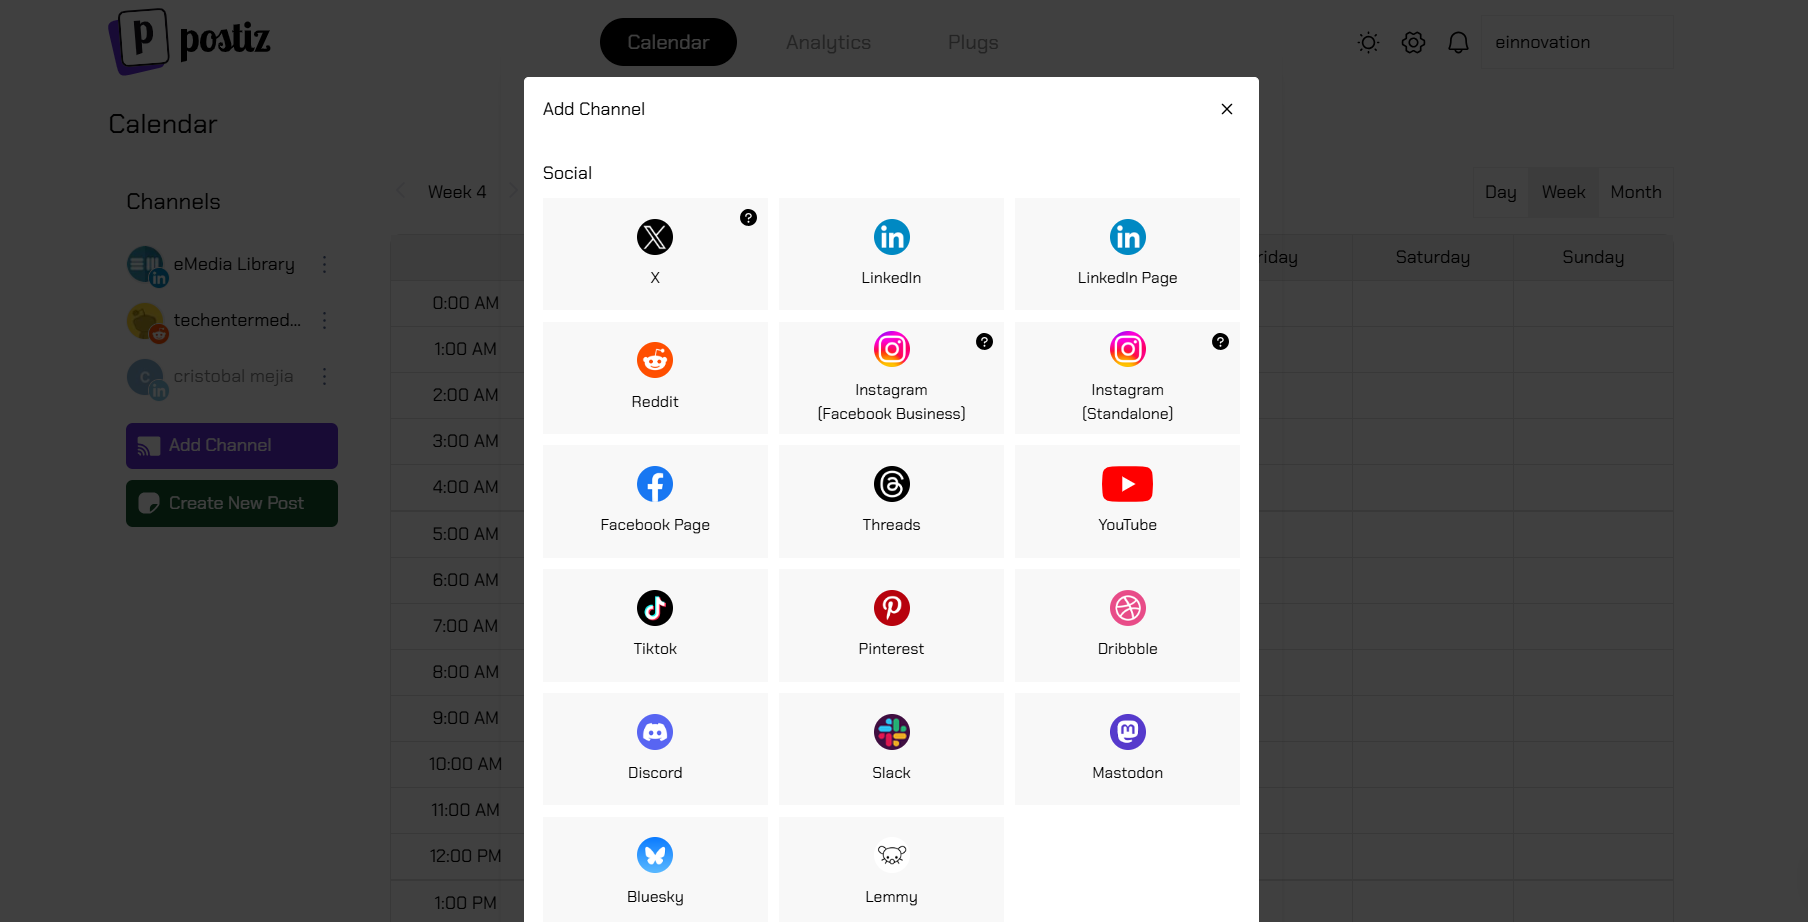 postiz
Calendar
Analytics
Plugs
einnovation
Calendar
Channels
eMedia Library
techentermed...
c
cristobal mejia
Add Channel
Create New Post
Week 4
Day
Week
Month
riday
Saturday
Sunday
0:00 AM
1:00 AM
2:00 AM
3:00 AM
4:00 AM
5:00 AM
6:00 AM
7:00 AM
8:00 AM
9:00 AM
10:00 AM
11:00 AM
12:00 PM
1:00 PM
Add Channel
Social
X
LinkedIn
LinkedIn Page
Reddit
Instagram
(Facebook Business)
Instagram
(Standalone)
Facebook Page
Threads
YouTube
Tiktok
Pinterest
Dribbble
Discord
Slack
Mastodon
Bluesky
Lemmy